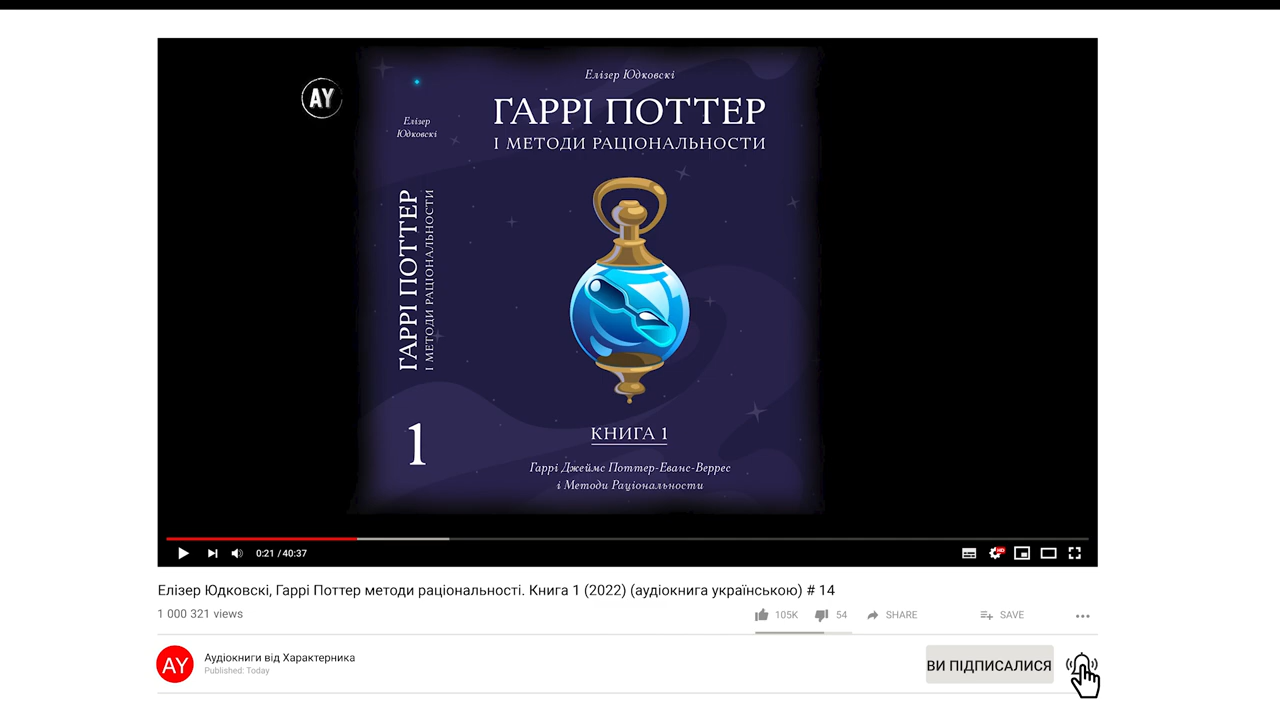 AY
Елізер Юдковскі
ГАРРІ ПОТТЕР
І МЕТОДИ РАЦІОНАЛЬНОСТИ
Елізер
Юдковскі
ГАРРІ ПОТТЕР
І МЕТОДИ РАЦІОНАЛЬНОСТИ
1
КНИГА 1
Гаррі Джеймс Поттер-Еванс-Веррес
і Методи Раціональности
0:21 / 40:37
HD
Елізер Юдковскі, Гаррі Поттер методи раціональності. Книга 1 (2022) (аудіокнига українською) # 14
1 000 321 views
105K
54
SHARE
SAVE
AY
Аудіокниги від Характерника
Published: Today
ВИ ПІДПИСАЛИСЯ